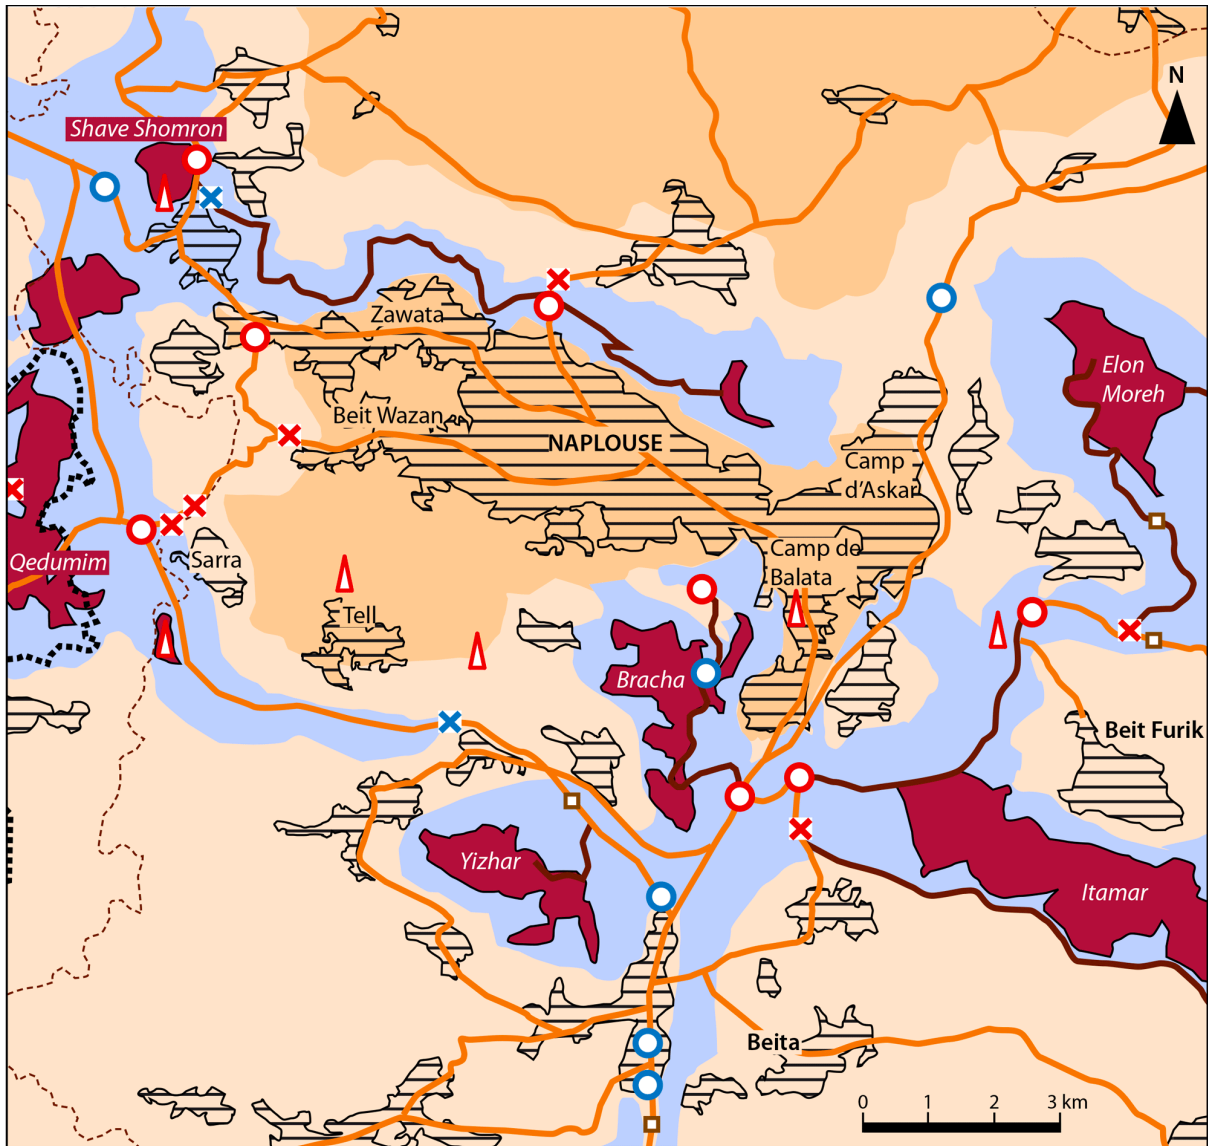 N
Shave Shomron
Zawata
Elon
Moreh
Beit Wazan
NAPLOUSE
Camp
d'Askar
Camp de
Balata
Qedumim
Sarra
Tell
Bracha
Beit Furik
Yizhar
Itamar
Beita
0 1 2 3 km